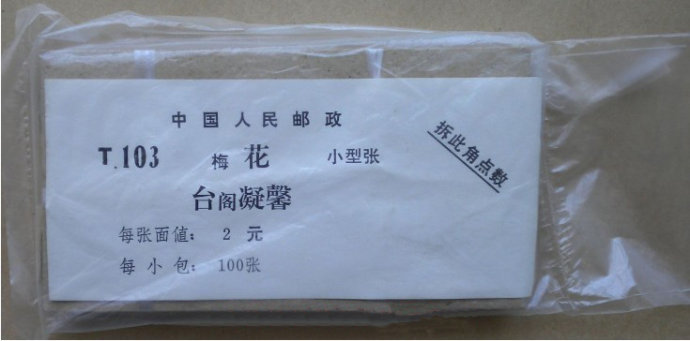 中国人民邮政
T.103 梅花 小型张
拆此角点数
台阁凝馨
每张面値: 2 元
每小包: 100张